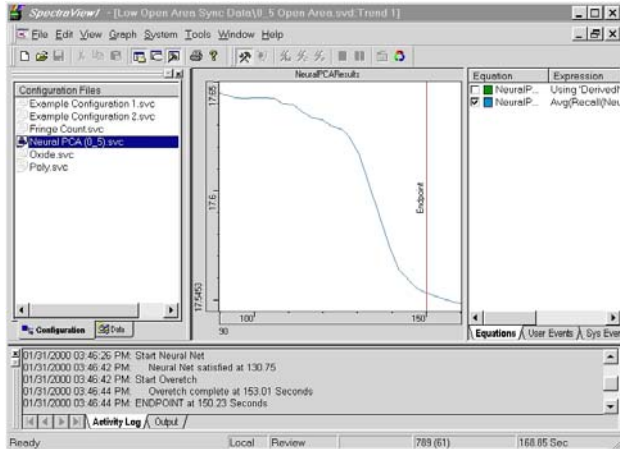 SpectraView1 - [Low Open Area Sync Data\0_5 Open Area.svd:Trend 1]
File Edit View Graph System Tools Window Help
Configuration Files
Example Configuration 1.svc
Example Configuration 2.svc
Fringe Count.svc
Neural PCA (0_5).svc
Oxide.svc
Poly.svc
Configuration Data
NeuralPCAResults
17.65
17.6
17.5453
Endpoint
90 100 150
Equation Expression
NeuralP... Using 'DerivedN
NeuralP... Avg(Recall(Neu
Equations User Events Sys Even
01/31/2000 03:46:26 PM: Start Neural Net
01/31/2000 03:46:42 PM: Neural Net satisfied at 130.75
01/31/2000 03:46:42 PM: Start Overetch
01/31/2000 03:46:44 PM: Overetch complete at 153.01 Seconds
01/31/2000 03:46:44 PM: ENDPOINT at 150.23 Seconds
Activity Log Output
Ready Local Review 789 (61) 168.85 Sec